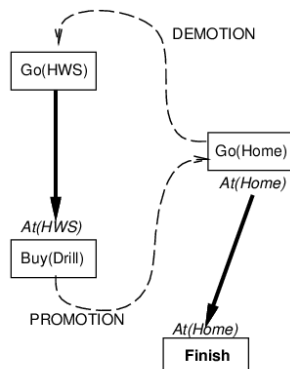 DEMOTION
Go(HWS)
Go(Home)
At(Home)
At(HWS)
Buy(Drill)
PROMOTION
At(Home)
Finish